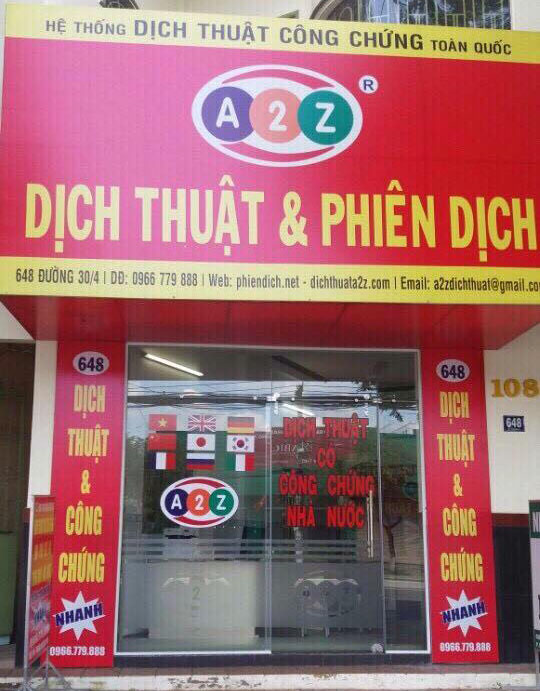 HỆ THỐNG DỊCH THUẬT CÔNG CHỨNG TOÀN QUỐC
A2Z ®
DỊCH THUẬT & PHIÊN DỊCH
648 ĐƯỜNG 30/4 | DĐ: 0966 779 888 | Web: phiendich.net - dichthuata2z.com | Email: a2zdichthuat@gmail.co
648
DỊCH
THUẬT
&
CÔNG
CHỨNG
NHANH
0966.779.888
A2Z
DỊCH THUẬT
CÓ
CÔNG CHỨNG
NHÀ NƯỚC
648
DỊCH
THUẬT
&
CÔNG
CHỨNG
NHANH
0966.779.888
108
648